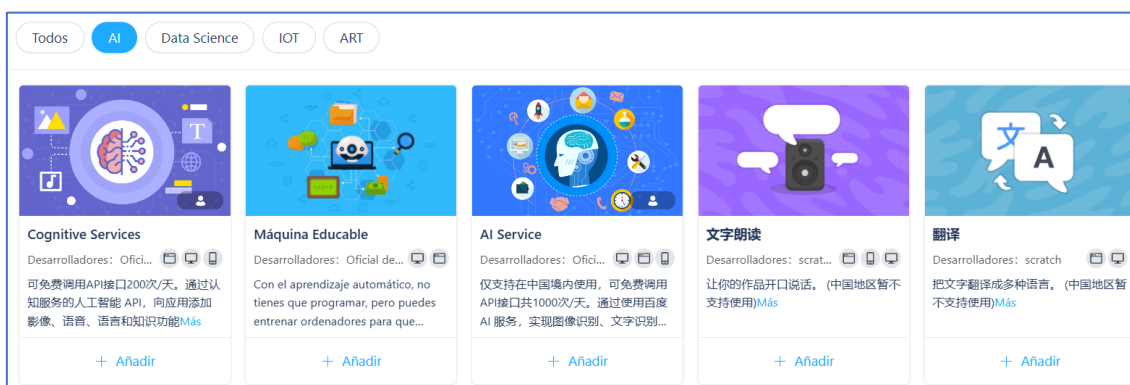 Todos AI Data Science IOT ART
Cognitive Services
Desarrolladores: Ofici...
可免费调用API接口200次/天。通过认
知服务的人工智能 API，向应用添加
影像、语音、语言和知识功能Más
+ Añadir
Máquina Educable
Desarrolladores: Oficial de...
Con el aprendizaje automático, no
tienes que programar, pero puedes
entrenar ordenadores para que...
+ Añadir
AI Service
Desarrolladores: Ofici...
仅支持在中国境内使用，可免费调用
API接口共1000次/天。通过使用百度
AI 服务，实现图像识别、文字识别...
+ Añadir
文字朗读
Desarrolladores: scrat...
让你的作品开口说话。 (中国地区暂不
支持使用)Más
+ Añadir
文
A
翻译
Desarrolladores: scratch
把文字翻译成多种语言。 (中国地区暂
不支持使用)Más
+ Añadir